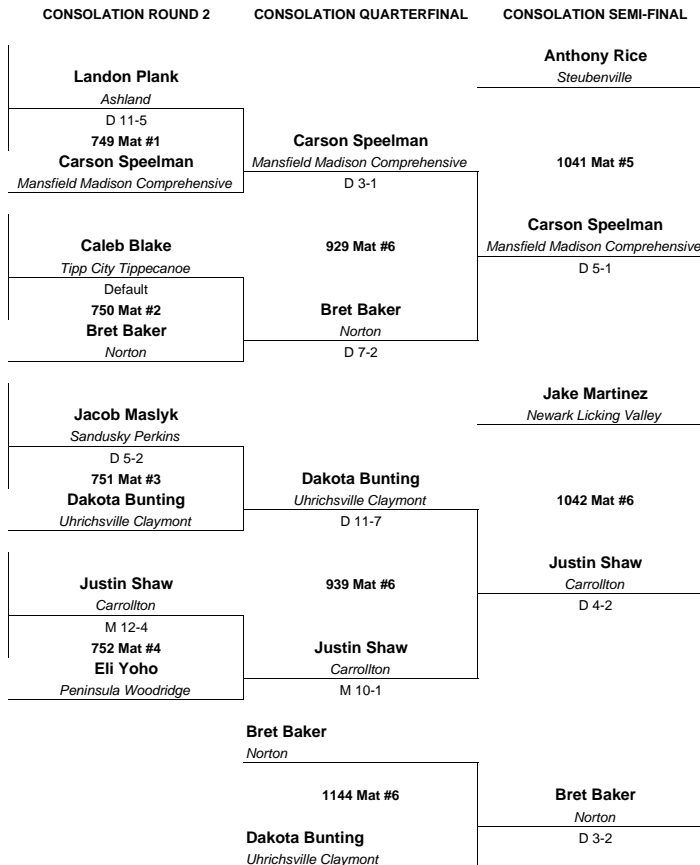 CONSOLATION ROUND 2
CONSOLATION QUARTERFINAL
CONSOLATION SEMI-FINAL
Landon Plank
Ashland
D 11-5
749 Mat #1
Carson Speelman
Mansfield Madison Comprehensive
Caleb Blake
Tipp City Tippecanoe
Default
750 Mat #2
Bret Baker
Norton
Jacob Maslyk
Sandusky Perkins
D 5-2
751 Mat #3
Dakota Bunting
Uhrichsville Claymont
Justin Shaw
Carrollton
M 12-4
752 Mat #4
Eli Yoho
Peninsula Woodridge
Carson Speelman
Mansfield Madison Comprehensive
D 3-1
929 Mat #6
Bret Baker
Norton
D 7-2
Dakota Bunting
Uhrichsville Claymont
D 11-7
939 Mat #6
Justin Shaw
Carrollton
M 10-1
Anthony Rice
Steubenville
1041 Mat #5
Carson Speelman
Mansfield Madison Comprehensive
D 5-1
Jake Martinez
Newark Licking Valley
1042 Mat #6
Justin Shaw
Carrollton
D 4-2
Bret Baker
Norton
1144 Mat #6
Dakota Bunting
Uhrichsville Claymont
Bret Baker
Norton
D 3-2